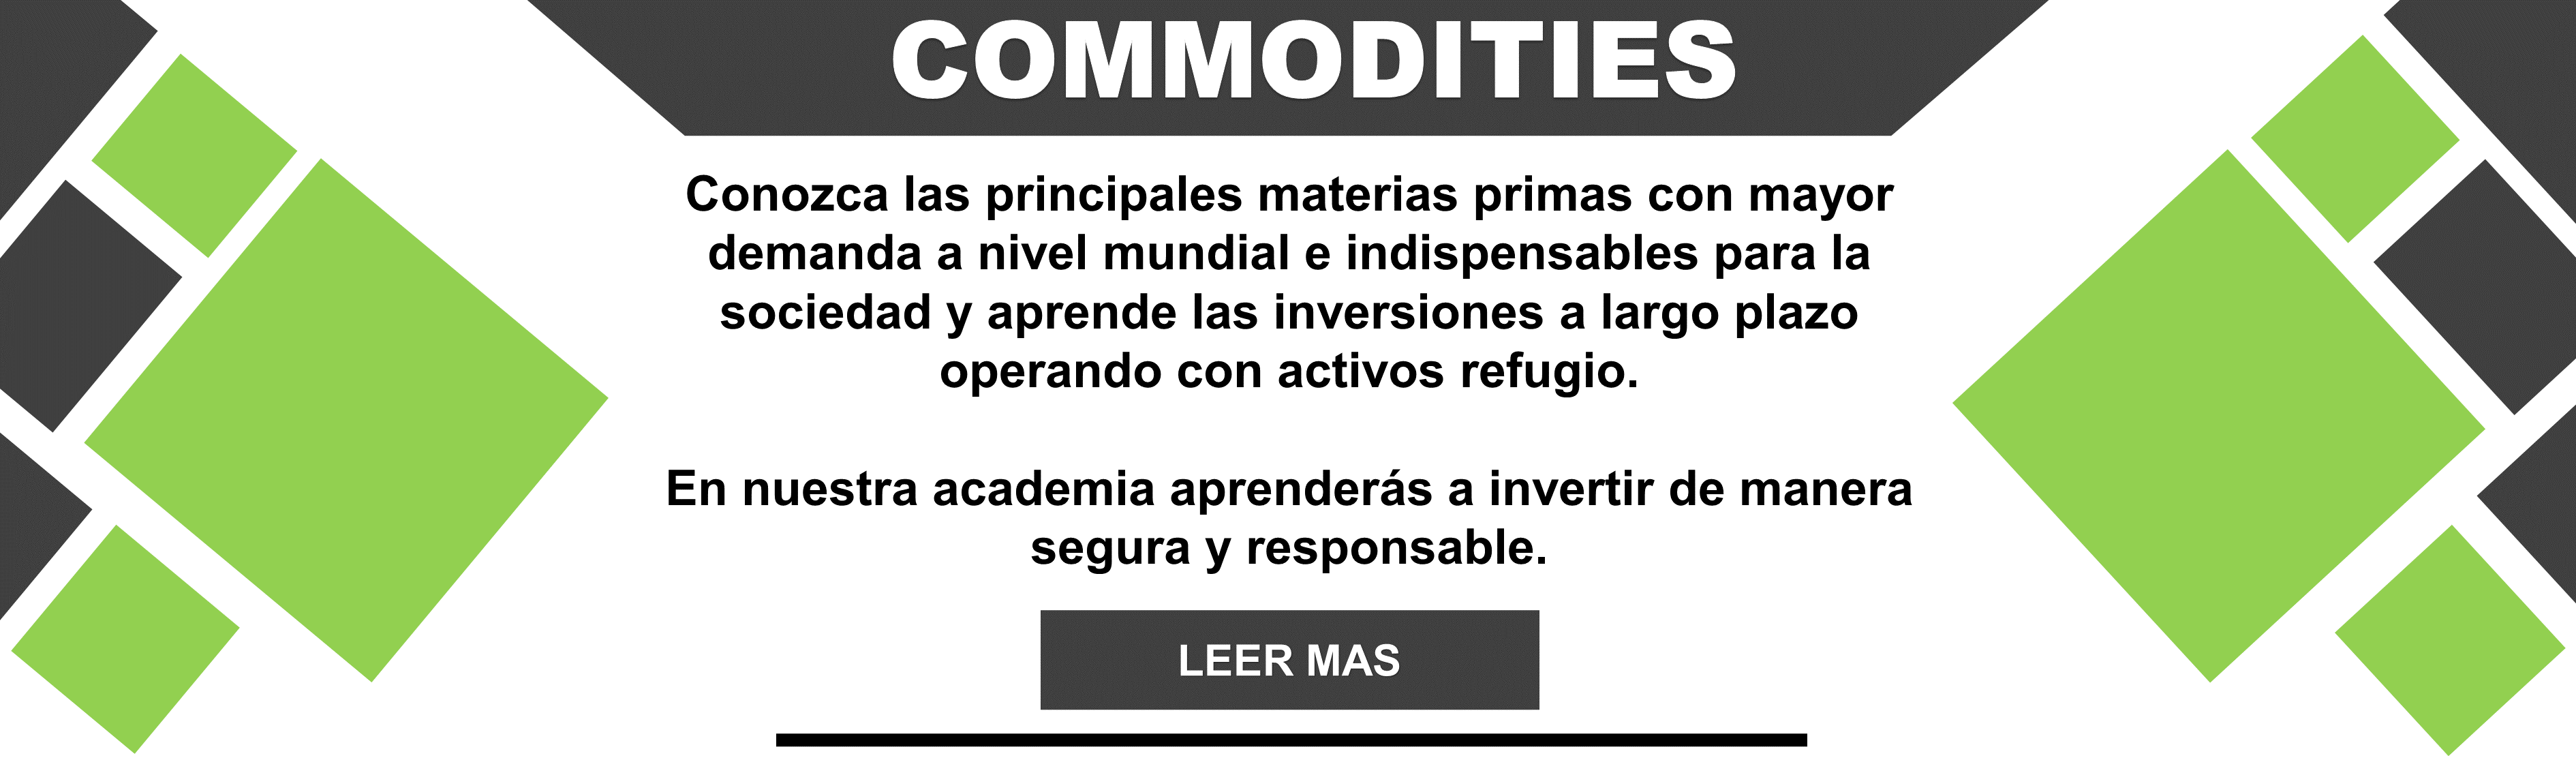 COMMODITIES
Conozca las principales materias primas con mayor
demanda a nivel mundial e indispensables para la
sociedad y aprende las inversiones a largo plazo
operando con activos refugio.
En nuestra academia aprenderás a invertir de manera
segura y responsable.
LEER MAS